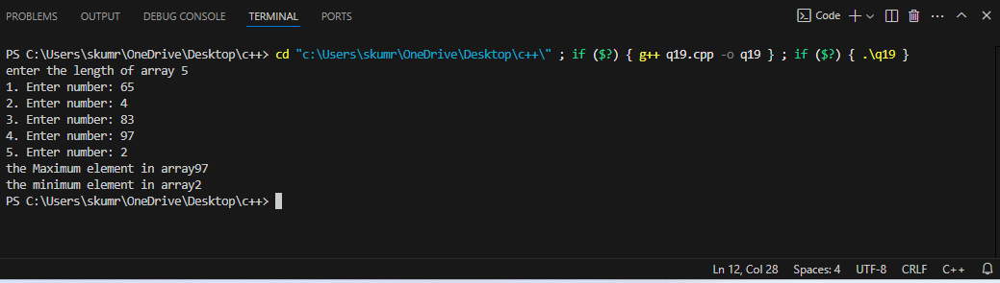 PROBLEMS OUTPUT DEBUG CONSOLE TERMINAL PORTS Code
PS C:\Users\skumr\OneDrive\Desktop\c++> cd "c:\Users\skumr\OneDrive\Desktop\c++\" ; if ($?) { g++ q19.cpp -o q19 } ; if ($?) { .\q19 }
enter the length of array 5
1. Enter number: 65
2. Enter number: 4
3. Enter number: 83
4. Enter number: 97
5. Enter number: 2
the Maximum element in array97
the minimum element in array2
PS C:\Users\skumr\OneDrive\Desktop\c++>
Ln 12, Col 28 Spaces: 4 UTF-8 CRLF C++